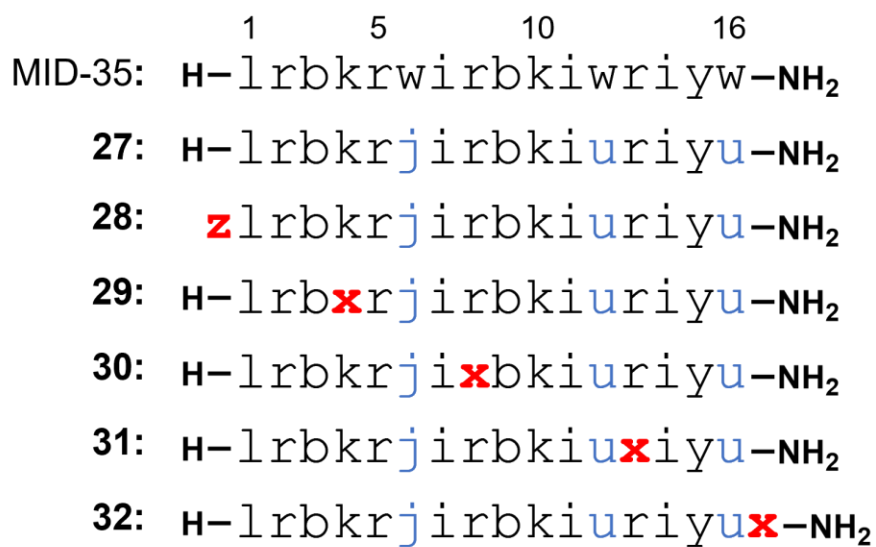 1 5 10 16
MID-35: H–lrbkrwirbkiwriyw–NH₂
27: H–lrbkrjirbkiuriyu–NH₂
28: zlrbkrjirbkiuriyu–NH₂
29: H–lrbxrjirbkiuriyu–NH₂
30: H–lrbkrjixbkiuriyu–NH₂
31: H–lrbkrjirbkiuxiyu–NH₂
32: H–lrbkrjirbkiuriyux–NH₂